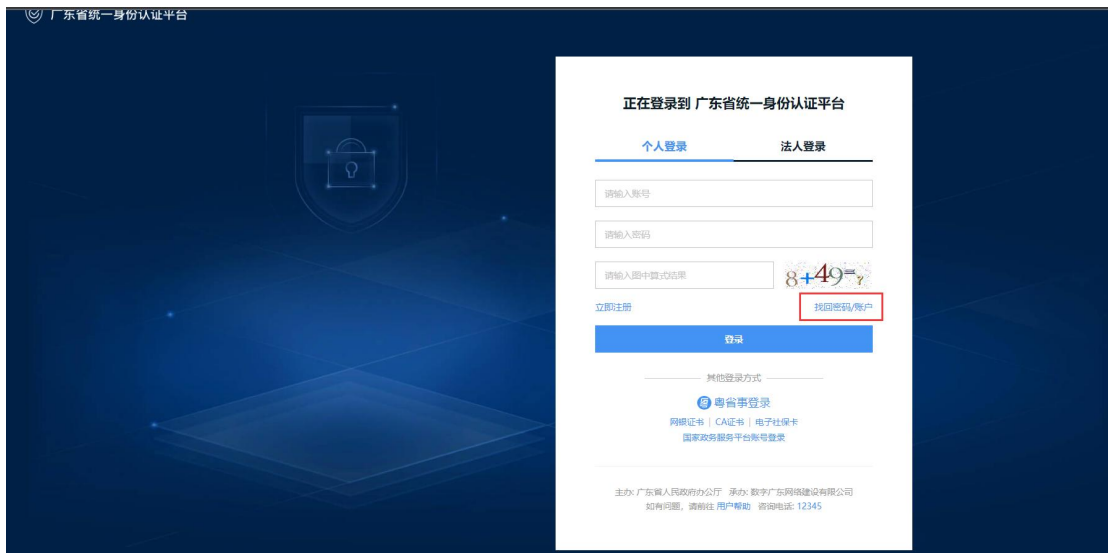 广东省统一身份认证平台
正在登录到 广东省统一身份认证平台
个人登录 法人登录
请输入账号
请输入密码
请输入图中算式结果 8+49=?
立即注册 找回密码/账户
登录
其他登录方式
粤省事登录
网银证书 | CA证书 | 电子社保卡
国家政务服务平台账号登录
主办: 广东省人民政府办公厅 承办: 数字广东网络建设有限公司
如有问题, 请前往 用户帮助 咨询电话: 12345